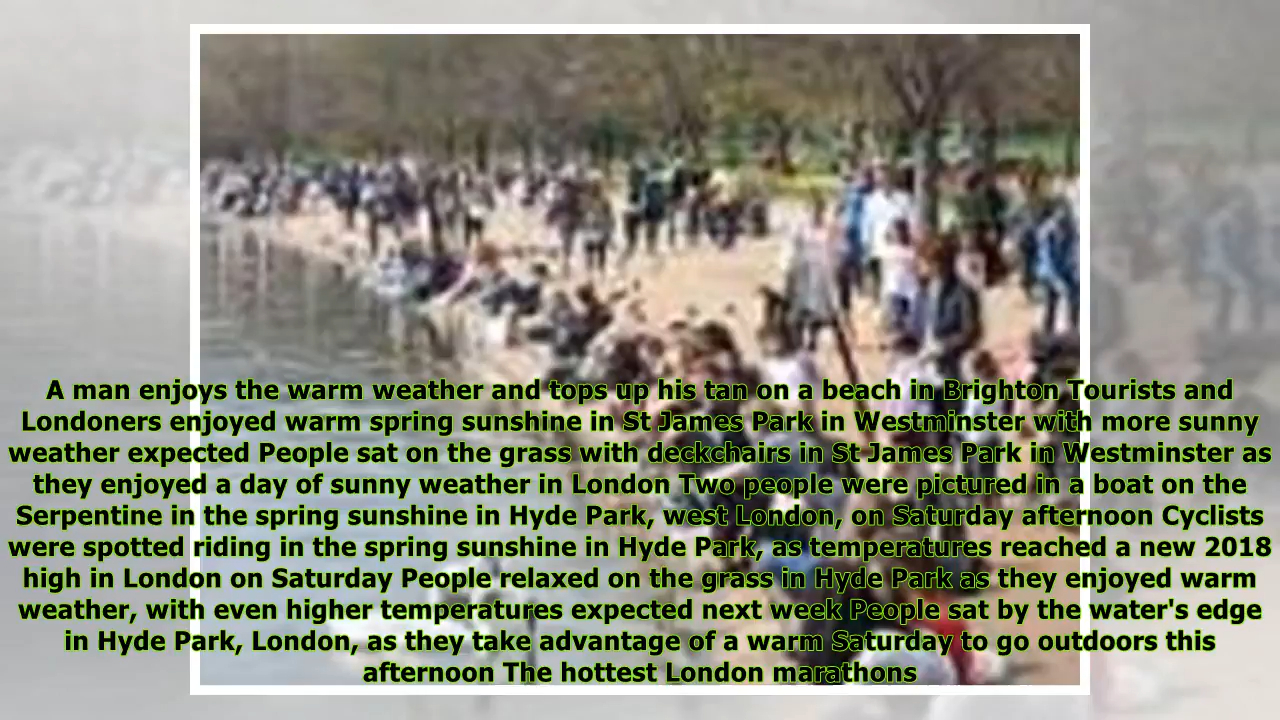 A man enjoys the warm weather and tops up his tan on a beach in Brighton Tourists and
Londoners enjoyed warm spring sunshine in St James Park in Westminster with more sunny
weather expected People sat on the grass with deckchairs in St James Park in Westminster as
they enjoyed a day of sunny weather in London Two people were pictured in a boat on the
Serpentine in the spring sunshine in Hyde Park, west London, on Saturday afternoon Cyclists
were spotted riding in the spring sunshine in Hyde Park, as temperatures reached a new 2018
high in London on Saturday People relaxed on the grass in Hyde Park as they enjoyed warm
weather, with even higher temperatures expected next week People sat by the water's edge
in Hyde Park, London, as they take advantage of a warm Saturday to go outdoors this
afternoon The hottest London marathons